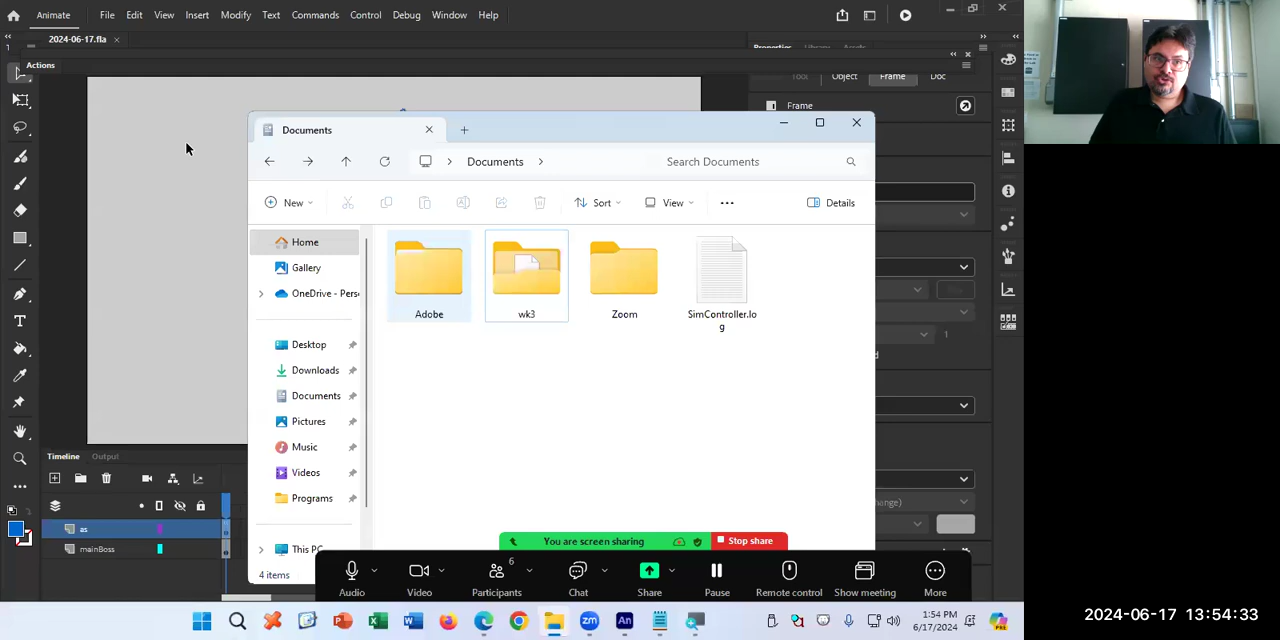 Animate
File
Edit
View
Insert
Modify
Text
Commands
Control
Debug
Window
Help
2024-06-17.fla
Actions
Object
Frame
Doc
Frame
Documents
Documents
Search Documents
New
Sort
View
Details
Home
Gallery
OneDrive - Pers
Desktop
Downloads
Documents
Pictures
Music
Videos
Programs
This PC
4 items
Adobe
wk3
Zoom
SimController.lo
g
1
Timeline
Output
as
mainBoss
You are screen sharing
Stop share
Audio
Video
6
Participants
Chat
Share
Pause
Remote control
Show meeting
More
1:54 PM
6/17/2024
2024-06-17 13:54:33